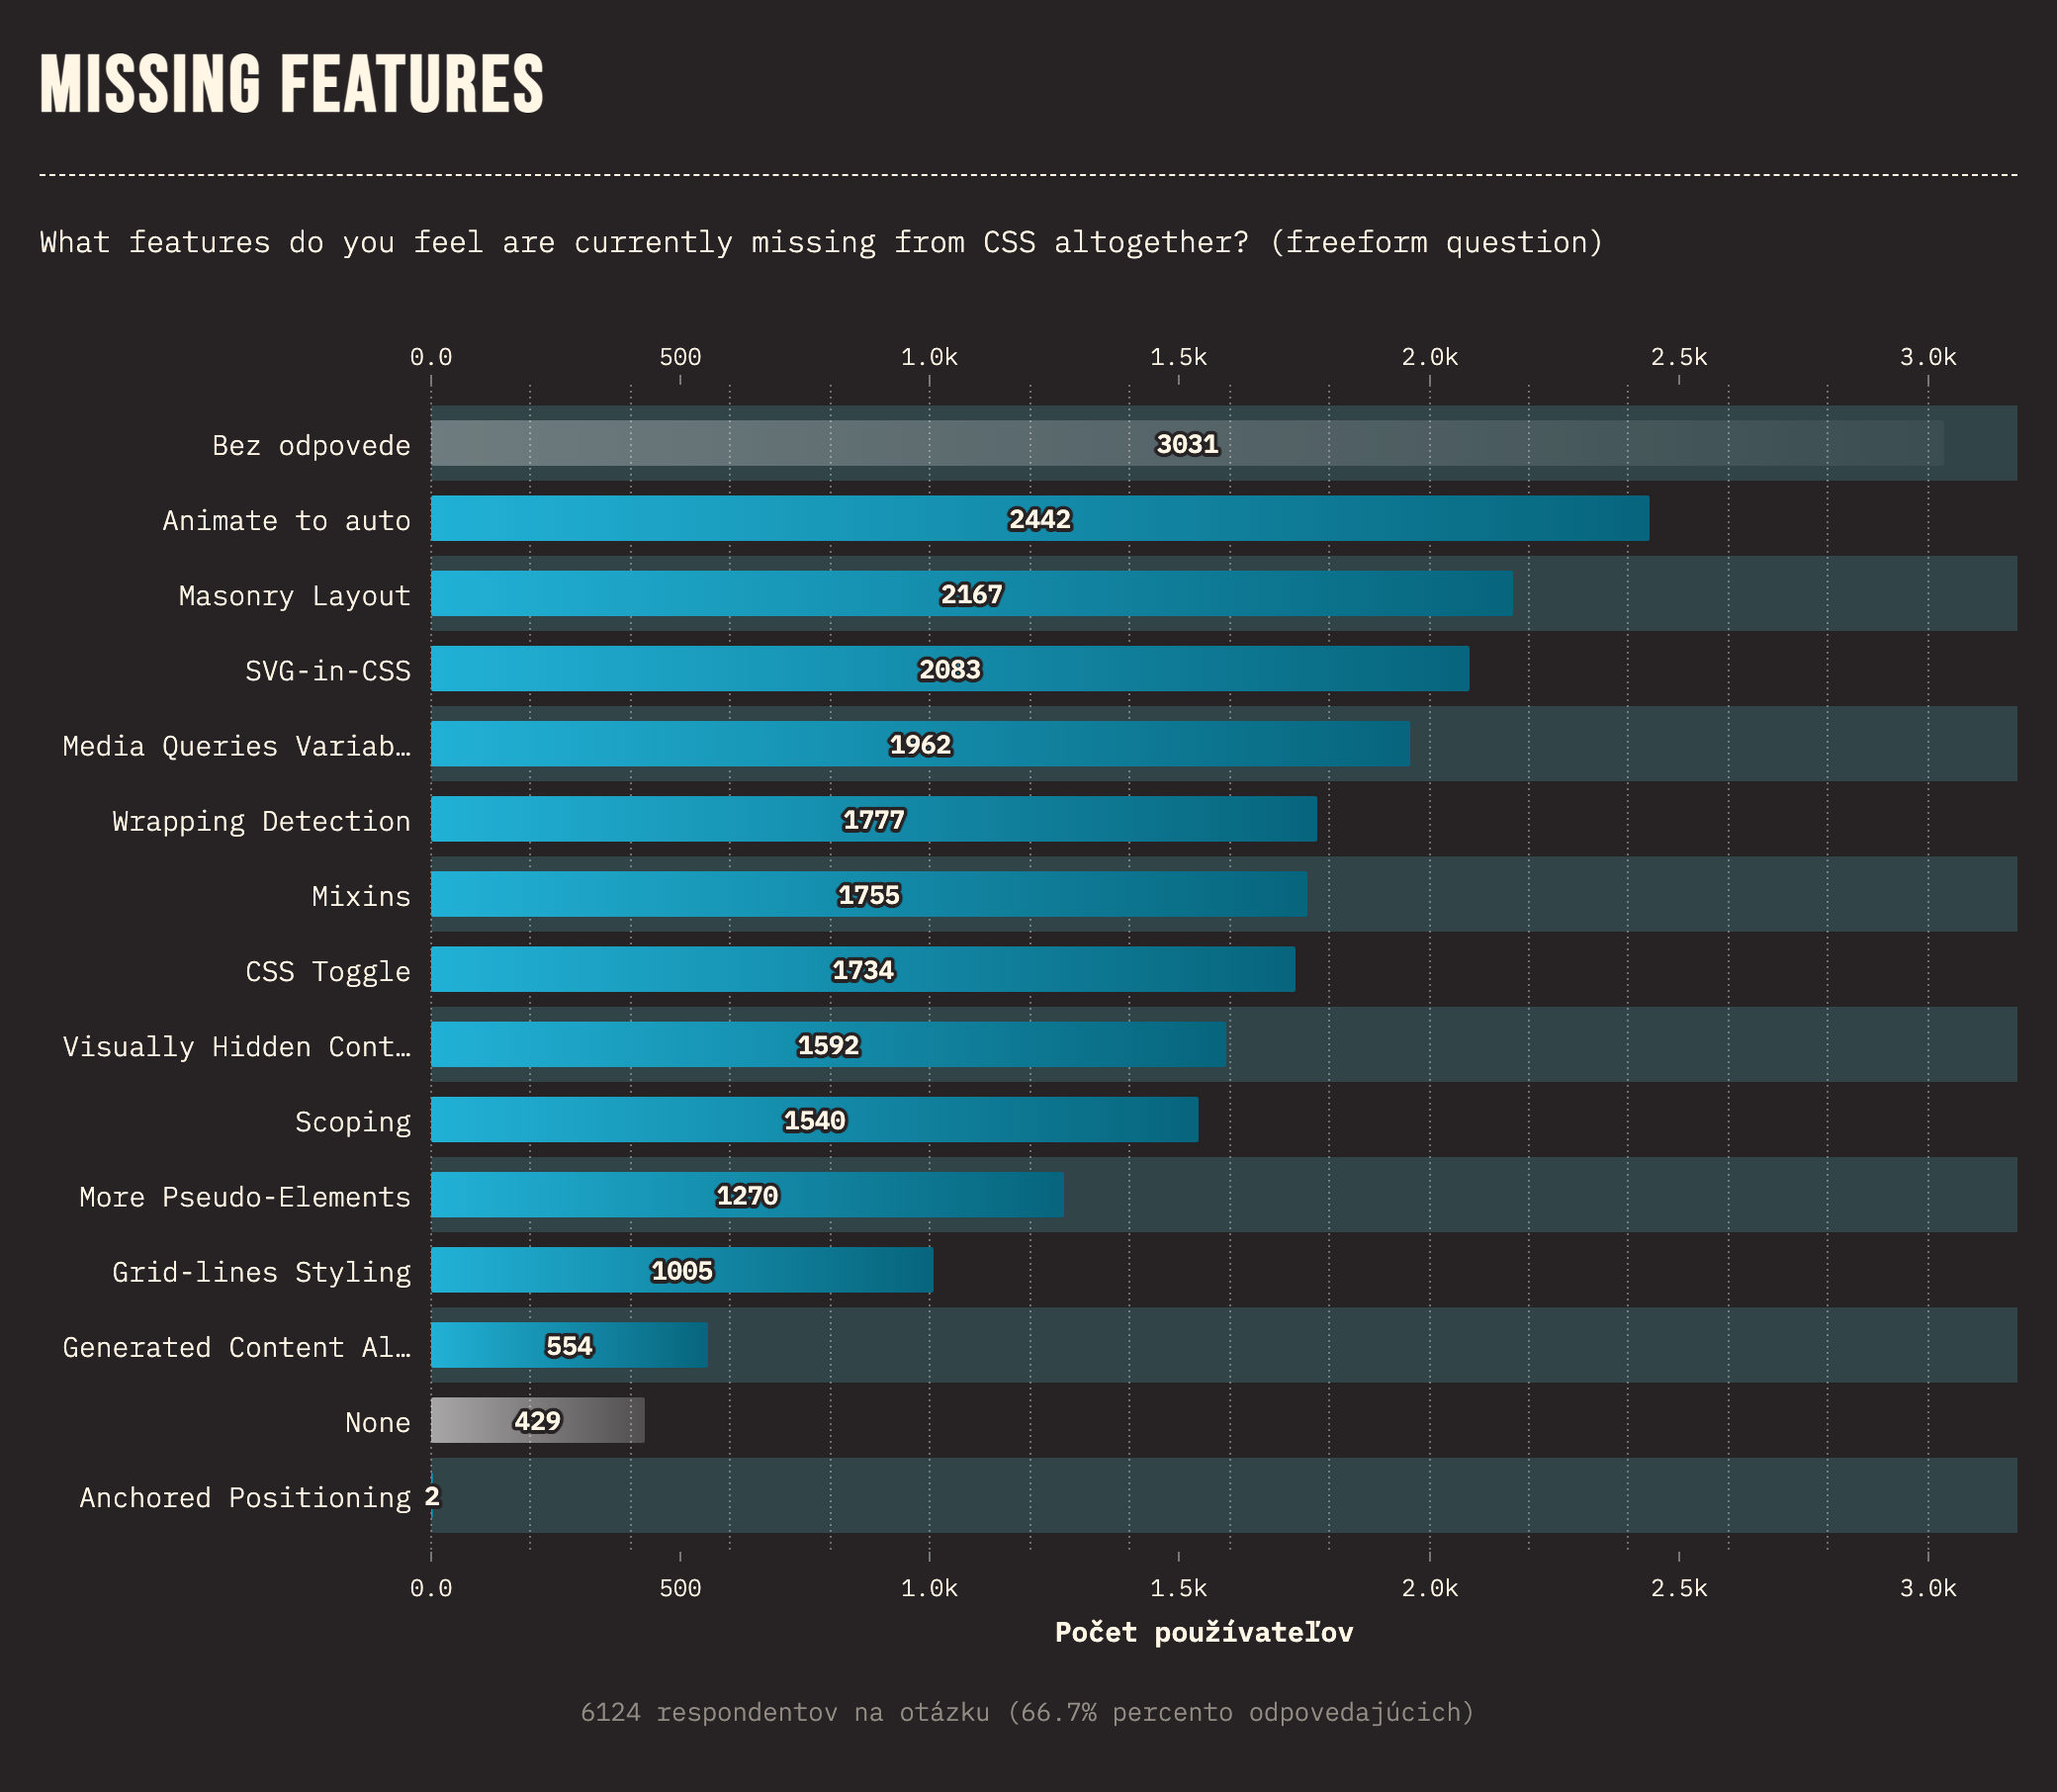 MISSING FEATURES
What features do you feel are currently missing from CSS altogether? (freeform question)
0.0 500 1.0k 1.5k 2.0k 2.5k 3.0k
Bez odpovede 3031
Animate to auto 2442
Masonry Layout 2167
SVG-in-CSS 2083
Media Queries Variab… 1962
Wrapping Detection 1777
Mixins 1755
CSS Toggle 1734
Visually Hidden Cont… 1592
Scoping 1540
More Pseudo-Elements 1270
Grid-lines Styling 1005
Generated Content Al… 554
None 429
Anchored Positioning 2
0.0 500 1.0k 1.5k 2.0k 2.5k 3.0k
Počet používateľov
6124 respondentov na otázku (66.7% percento odpovedajúcich)